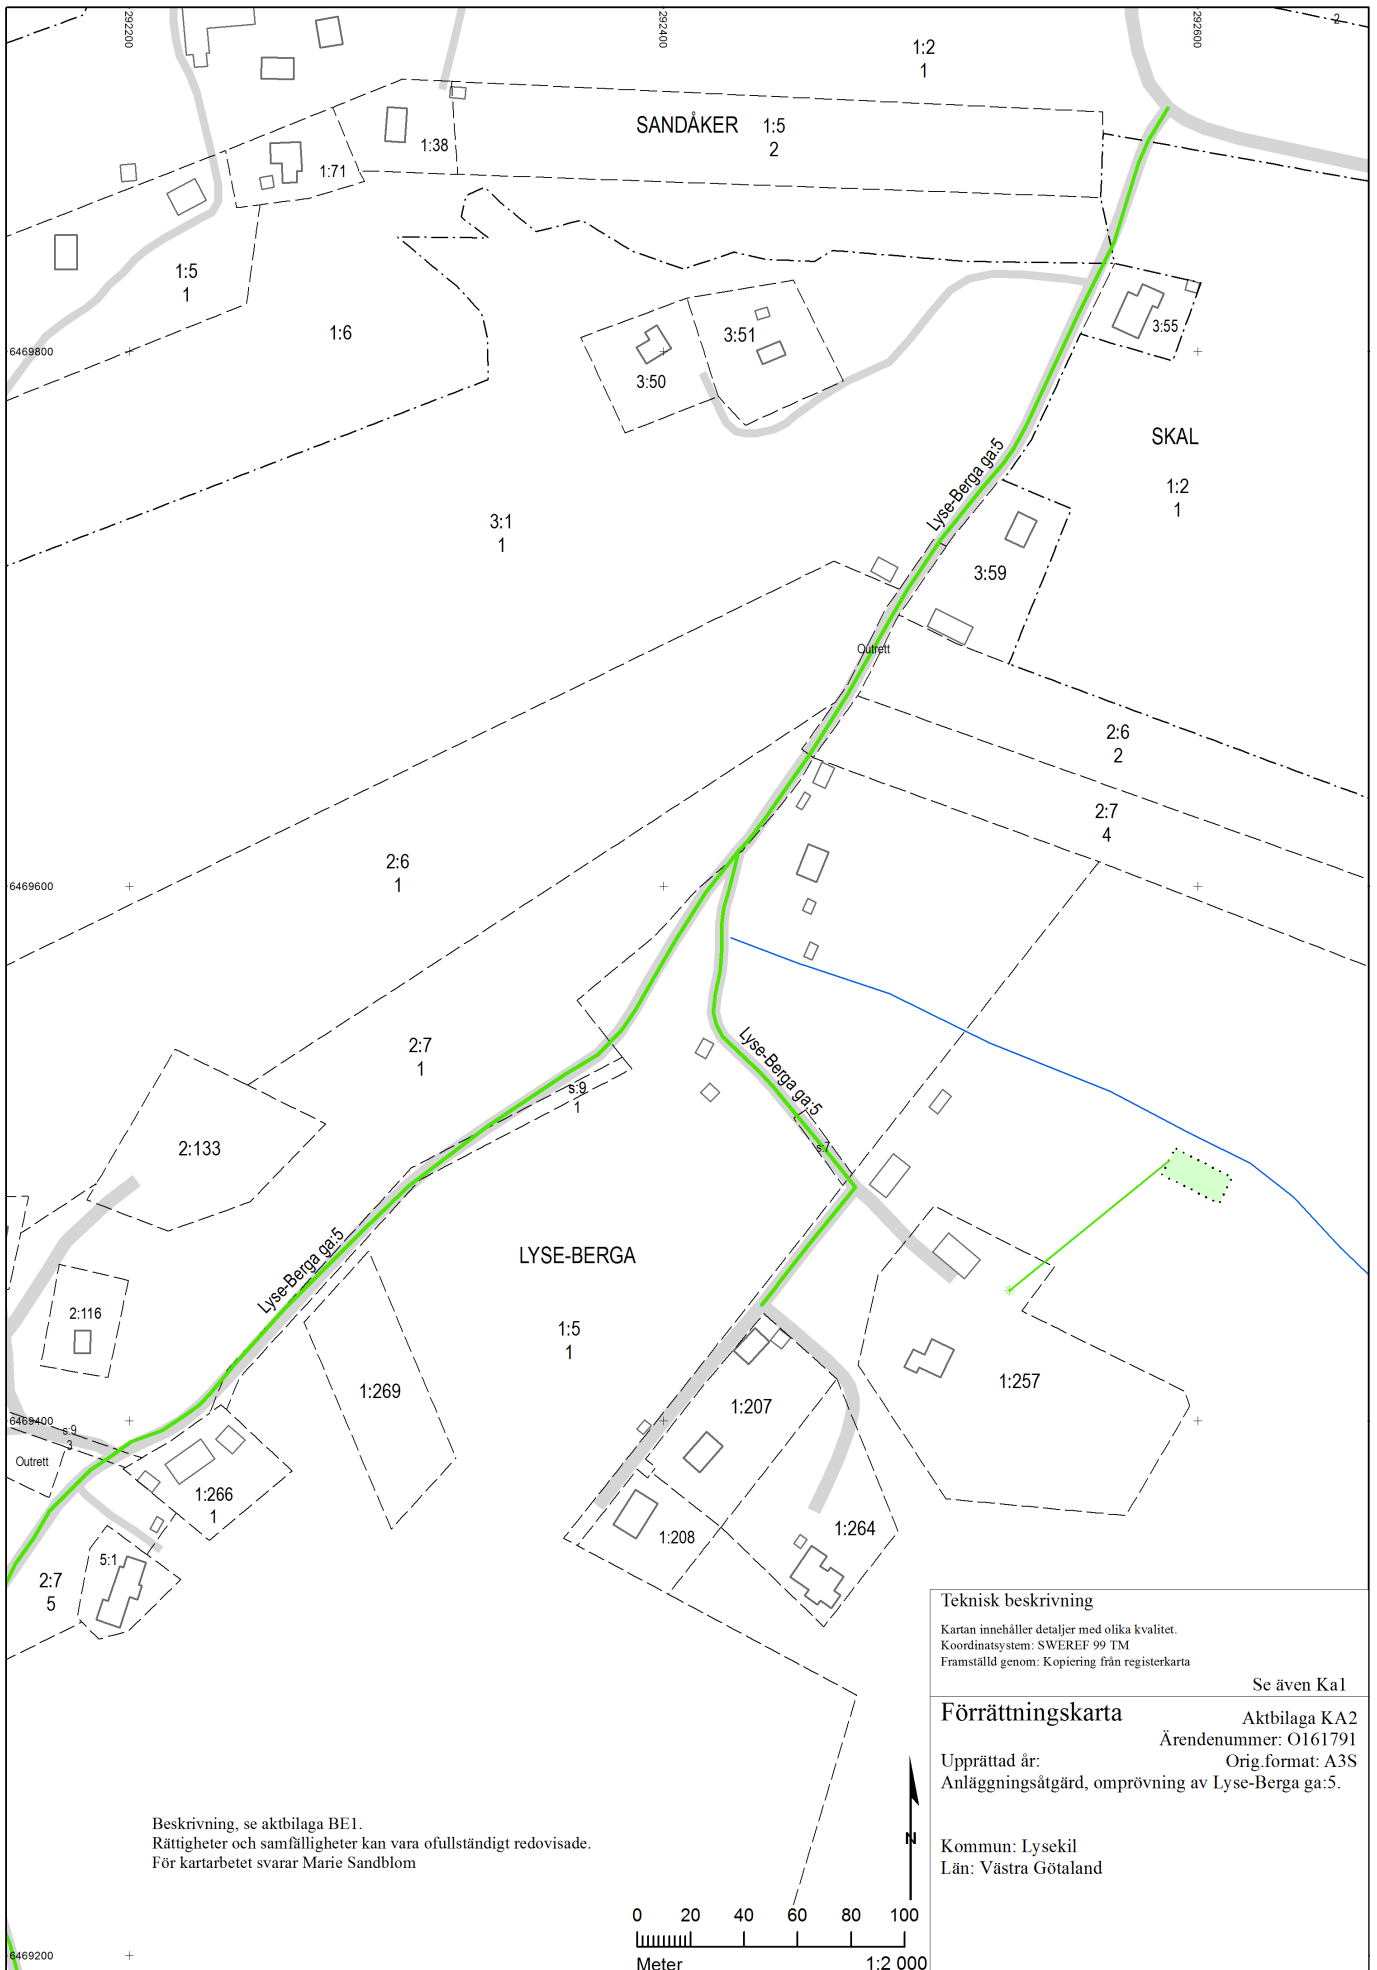 292200
292400
292600
2
1:2
1
SANDÅKER
1:5
2
1:38
1:71
1:5
1
1:6
3:51
3:50
3:55
6469800
SKAL
1:2
1
Lyse-Berga ga:5
3:1
1
3:59
Outrett
2:6
2
2:7
4
2:6
1
6469600
2:7
1
Lyse-Berga ga:5
s:9
1
2:133
s:7
Lyse-Berga ga:5
LYSE-BERGA
2:116
1:5
1
1:269
1:257
1:207
6469400
s:9
3
Outrett
1:266
1
1:264
1:208
5:1
2:7
5
Teknisk beskrivning
Kartan innehåller detaljer med olika kvalitet.
Koordinatsystem: SWEREF 99 TM
Framställd genom: Kopiering från registerkarta
Se även Ka1
Förrättningskarta
Aktbilaga KA2
Ärendenummer: O161791
Upprättad år:
Orig.format: A3S
Anläggningsåtgärd, omprövning av Lyse-Berga ga:5.
Kommun: Lysekil
Län: Västra Götaland
Beskrivning, se aktbilaga BE1.
Rättigheter och samfälligheter kan vara ofullständigt redovisade.
För kartarbetet svarar Marie Sandblom
N
0 20 40 60 80 100
Meter
1:2 000
6469200